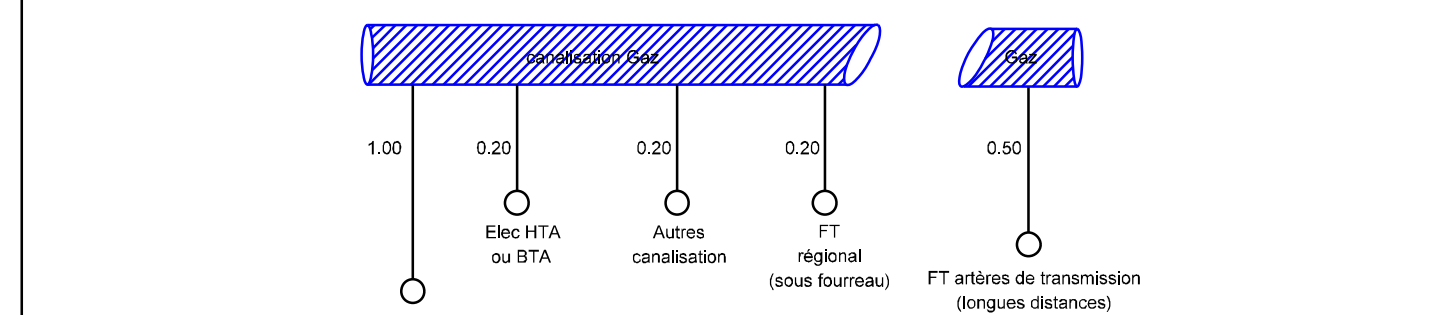 canalisation Gaz
Gaz
1.00
0.20
0.20
0.20
0.50
Elec HTA
ou BTA
Autres
canalisation
FT
régional
(sous fourreau)
FT artères de transmission
(longues distances)